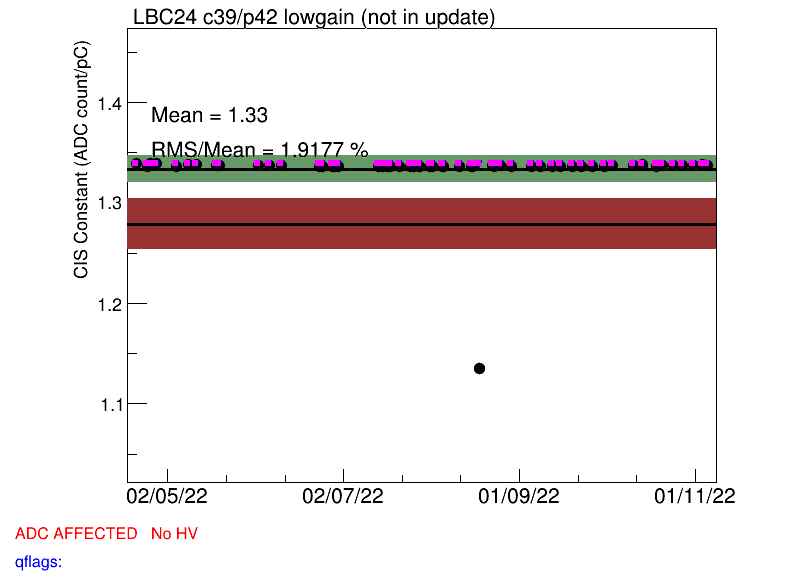 LBC24 c39/p42 lowgain (not in update)
CIS Constant (ADC count/pC)
Mean = 1.33
RMS/Mean = 1.9177 %
1.4
1.3
1.2
1.1
02/05/22 02/07/22 01/09/22 01/11/22
ADC AFFECTED No HV
qflags: